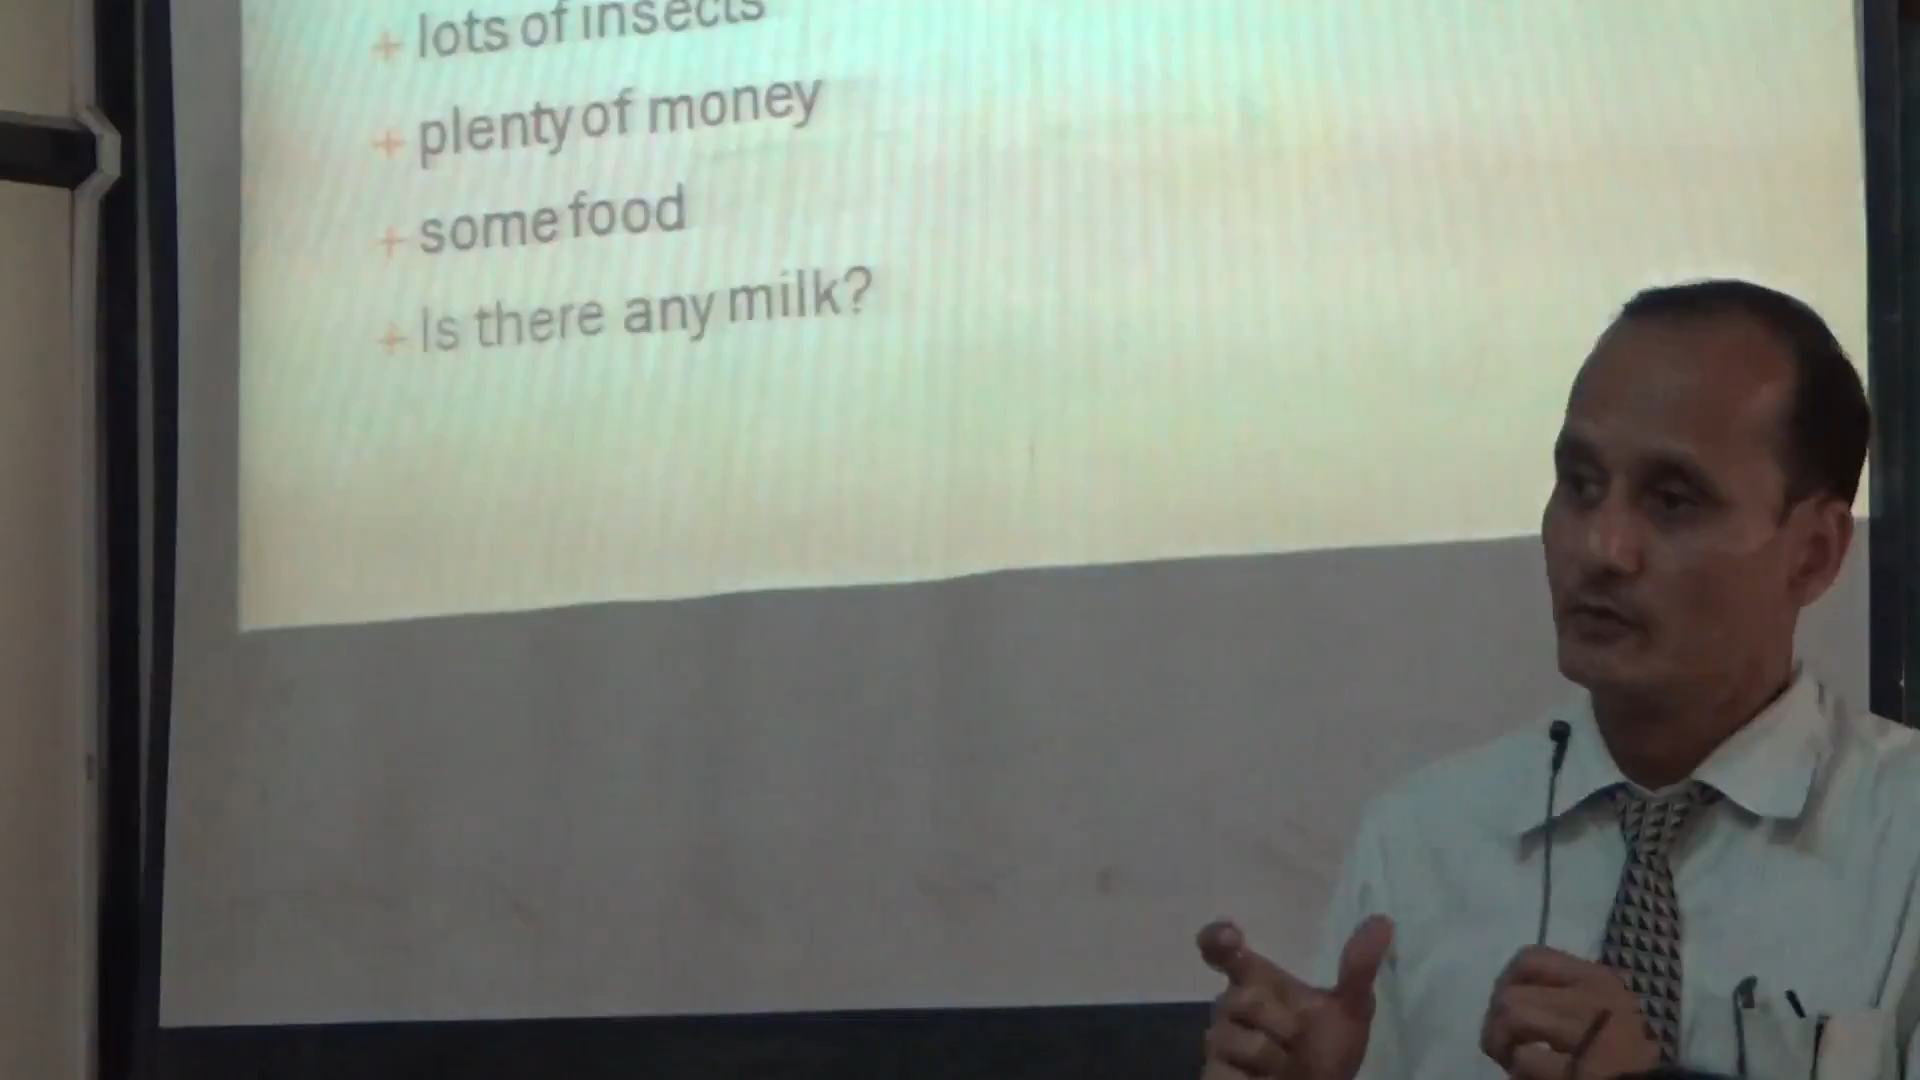 + lots of insects
+ plenty of money
+ some food
+ Is there any milk?